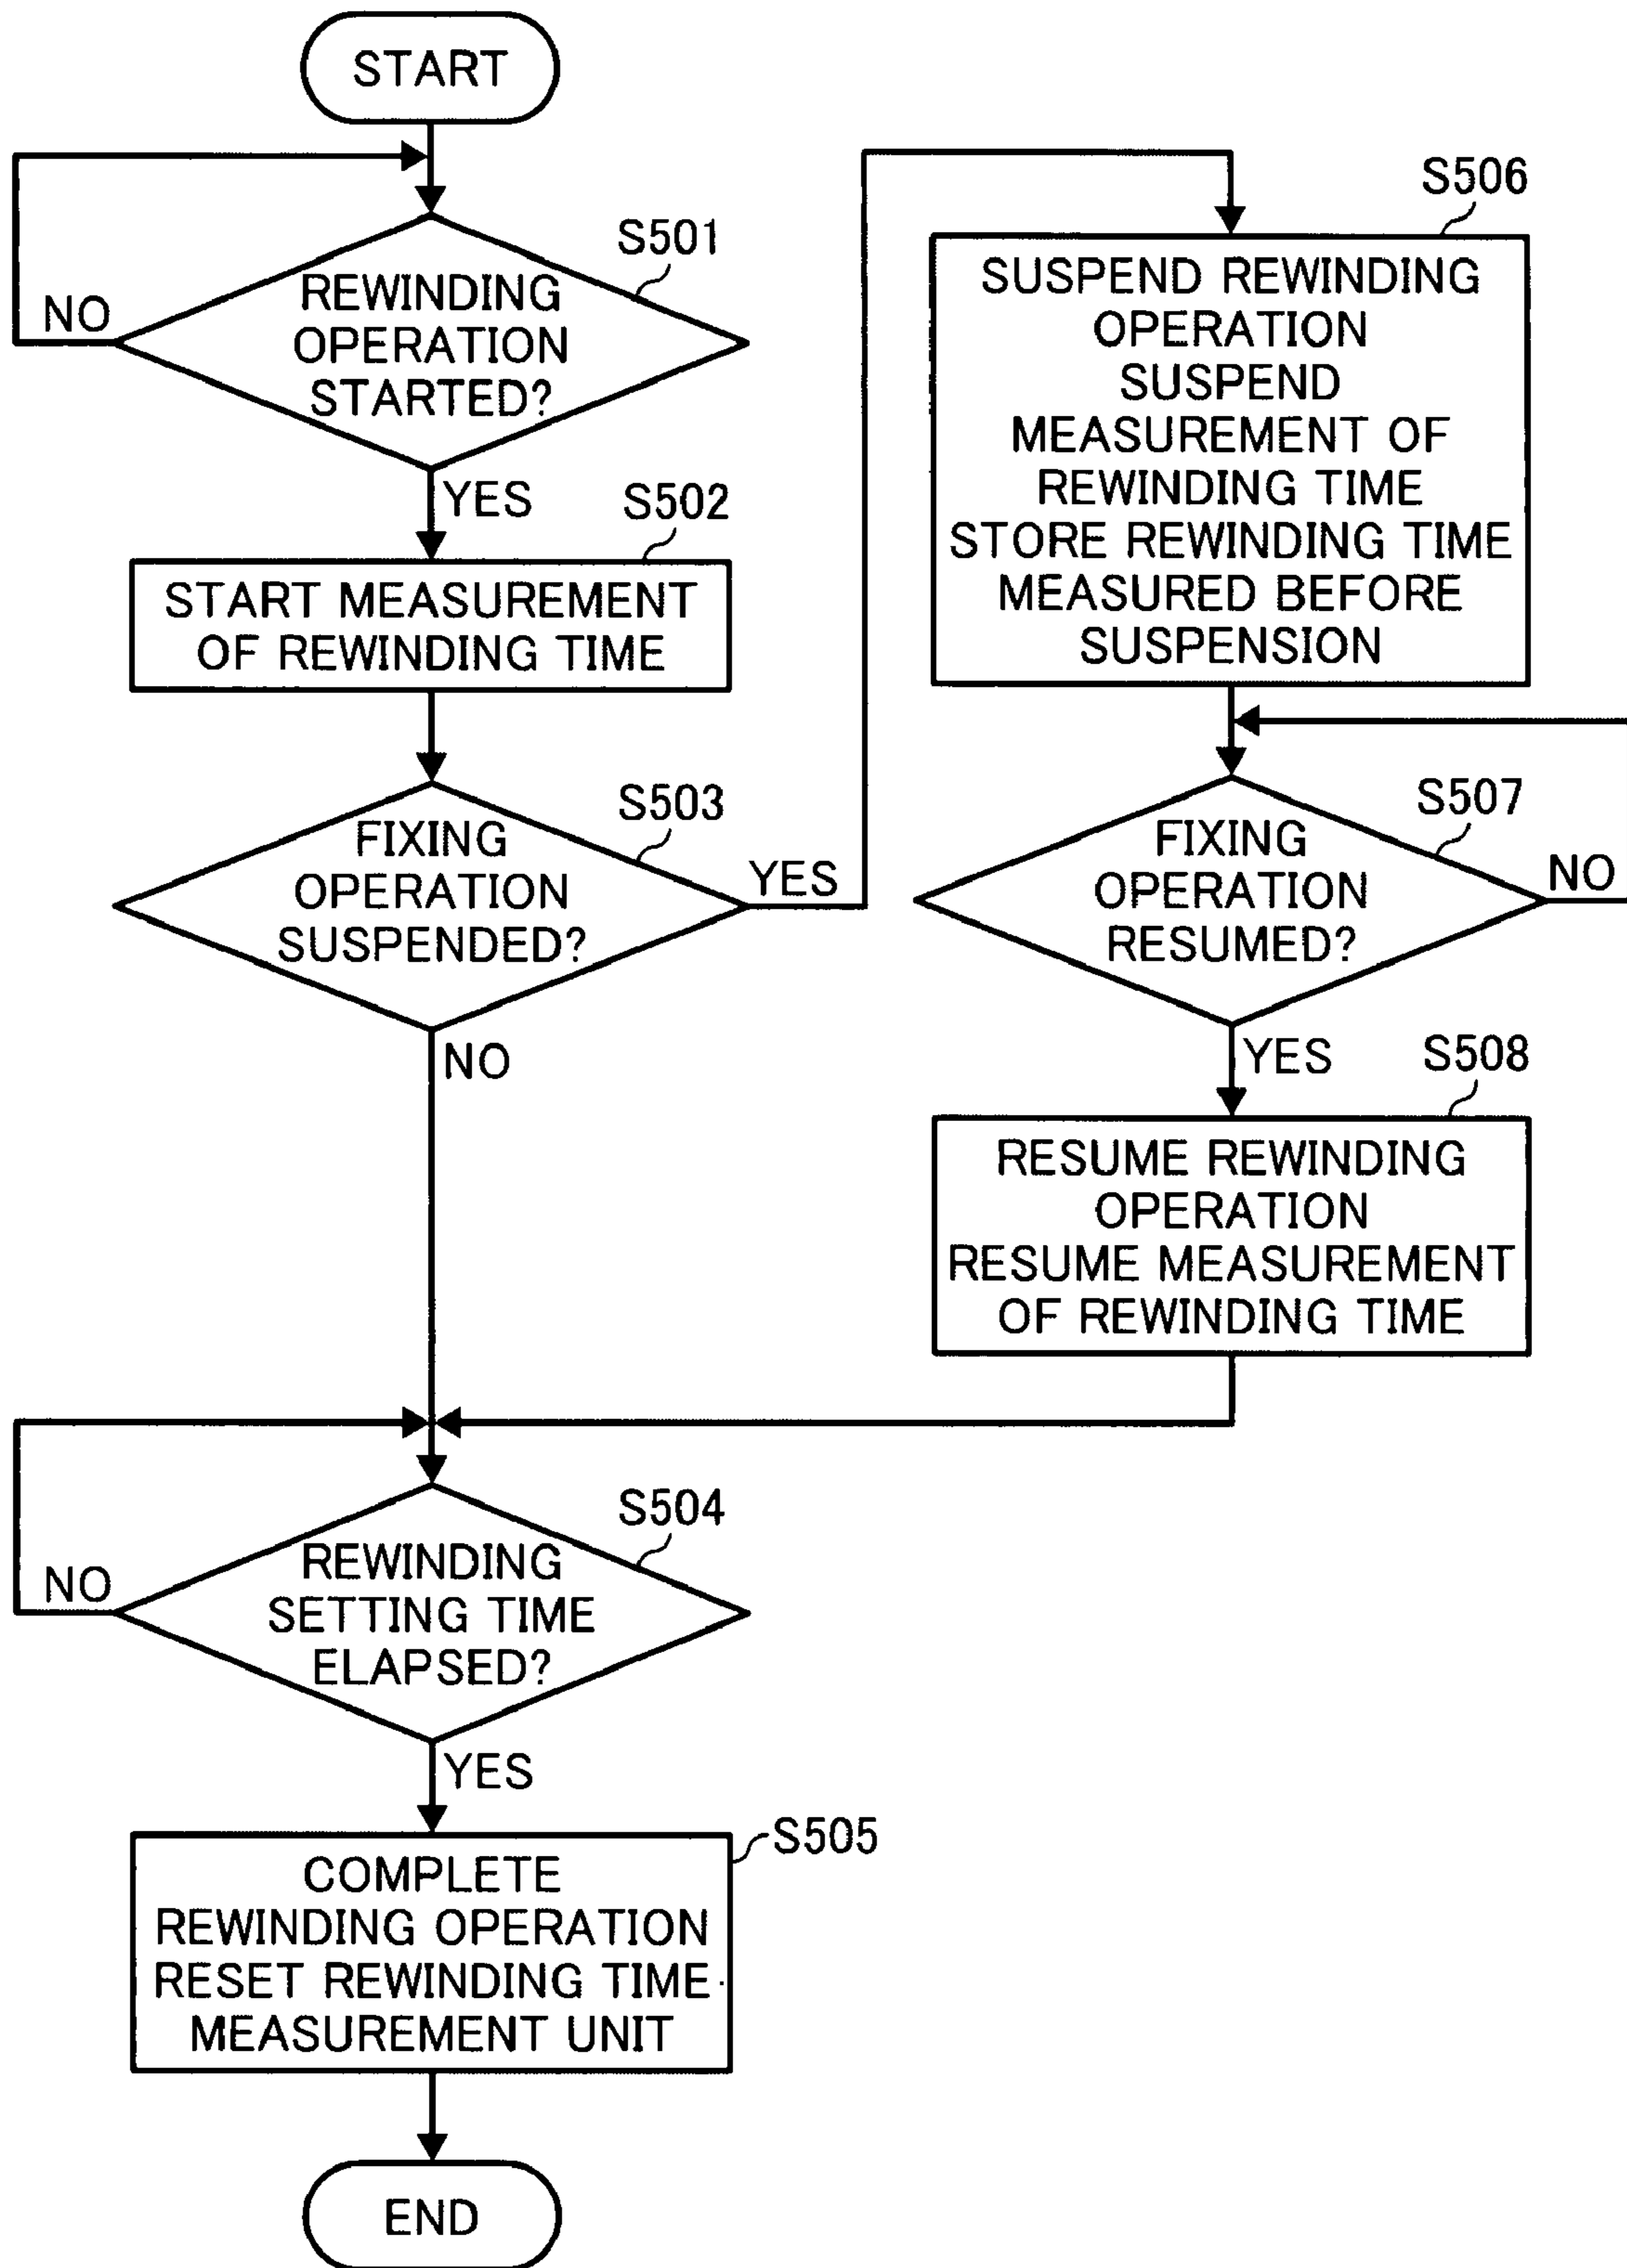 START
S501
REWINDING
OPERATION
STARTED?
NO
YES
S502
START MEASUREMENT
OF REWINDING TIME
S503
FIXING
OPERATION
SUSPENDED?
YES
NO
S504
REWINDING
SETTING TIME
ELAPSED?
NO
YES
S505
COMPLETE
REWINDING OPERATION
RESET REWINDING TIME
MEASUREMENT UNIT
END
S506
SUSPEND REWINDING
OPERATION
SUSPEND
MEASUREMENT OF
REWINDING TIME
STORE REWINDING TIME
MEASURED BEFORE
SUSPENSION
S507
FIXING
OPERATION
RESUMED?
NO
YES
S508
RESUME REWINDING
OPERATION
RESUME MEASUREMENT
OF REWINDING TIME